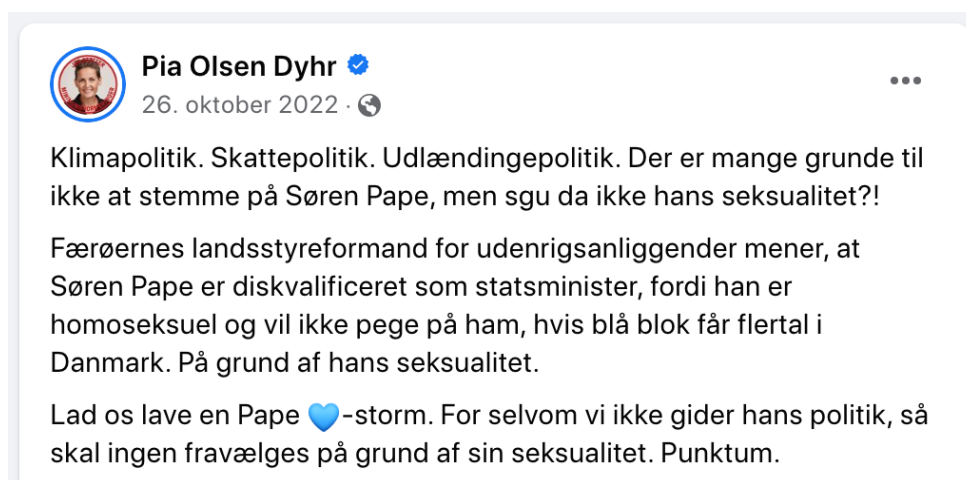 Pia Olsen Dyhr
26. oktober 2022 ·
Klimapolitik. Skattepolitik. Udlændingepolitik. Der er mange grunde til
ikke at stemme på Søren Pape, men sgu da ikke hans seksualitet?!
Færøernes landsstyreformand for udenrigsanliggender mener, at
Søren Pape er diskvalificeret som statsminister, fordi han er
homoseksuel og vil ikke pege på ham, hvis blå blok får flertal i
Danmark. På grund af hans seksualitet.
Lad os lave en Pape 💙-storm. For selvom vi ikke gider hans politik, så
skal ingen fravælges på grund af sin seksualitet. Punktum.